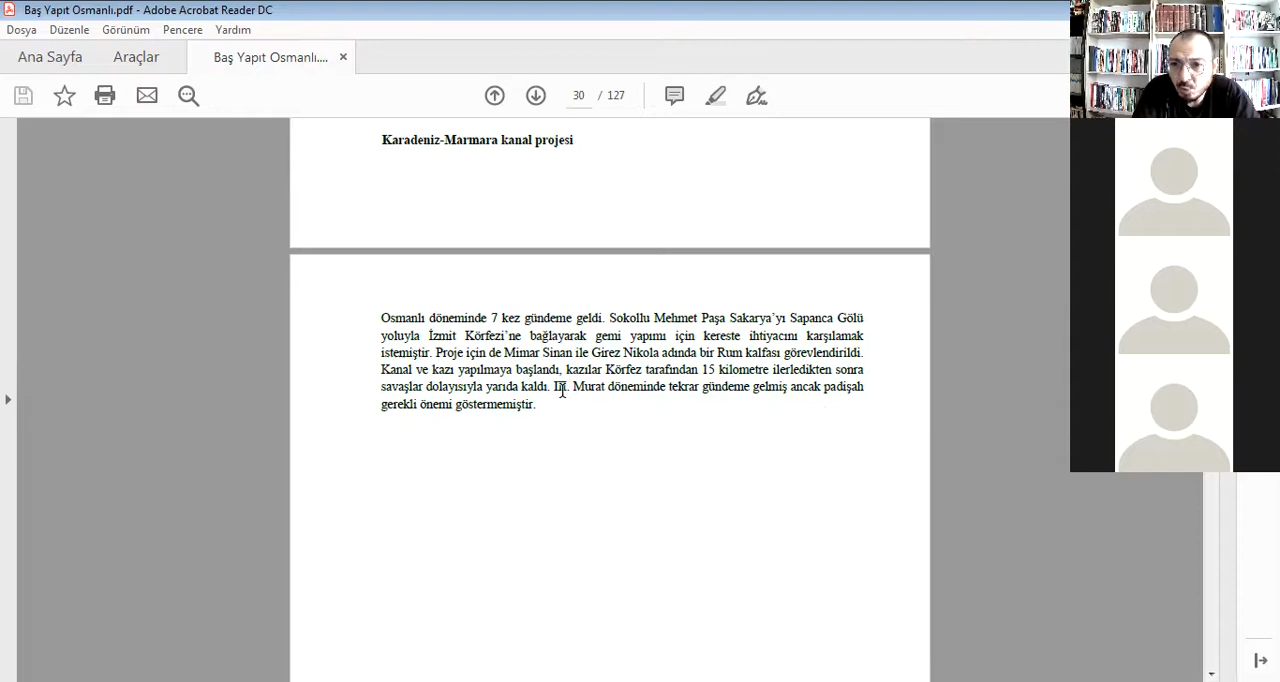 Baş Yapıt Osmanlı.pdf - Adobe Acrobat Reader DC
Dosya Düzenle Görünüm Pencere Yardım
Ana Sayfa Araçlar Baş Yapıt Osmanlı.... ×
30 / 127
Karadeniz-Marmara kanal projesi
Osmanlı döneminde 7 kez gündeme geldi. Sokollu Mehmet Paşa Sakarya'yı Sapanca Gölü
yoluyla İzmit Körfezi'ne bağlayarak gemi yapımı için kereste ihtiyacını karşılamak
istemiştir. Proje için de Mimar Sinan ile Girez Nikola adında bir Rum kalfası görevlendirildi.
Kanal ve kazı yapılmaya başlandı, kazılar Körfez tarafından 15 kilometre ilerledikten sonra
savaşlar dolayısıyla yarıda kaldı. III. Murat döneminde tekrar gündeme gelmiş ancak padişah
gerekli önemi göstermemiştir.